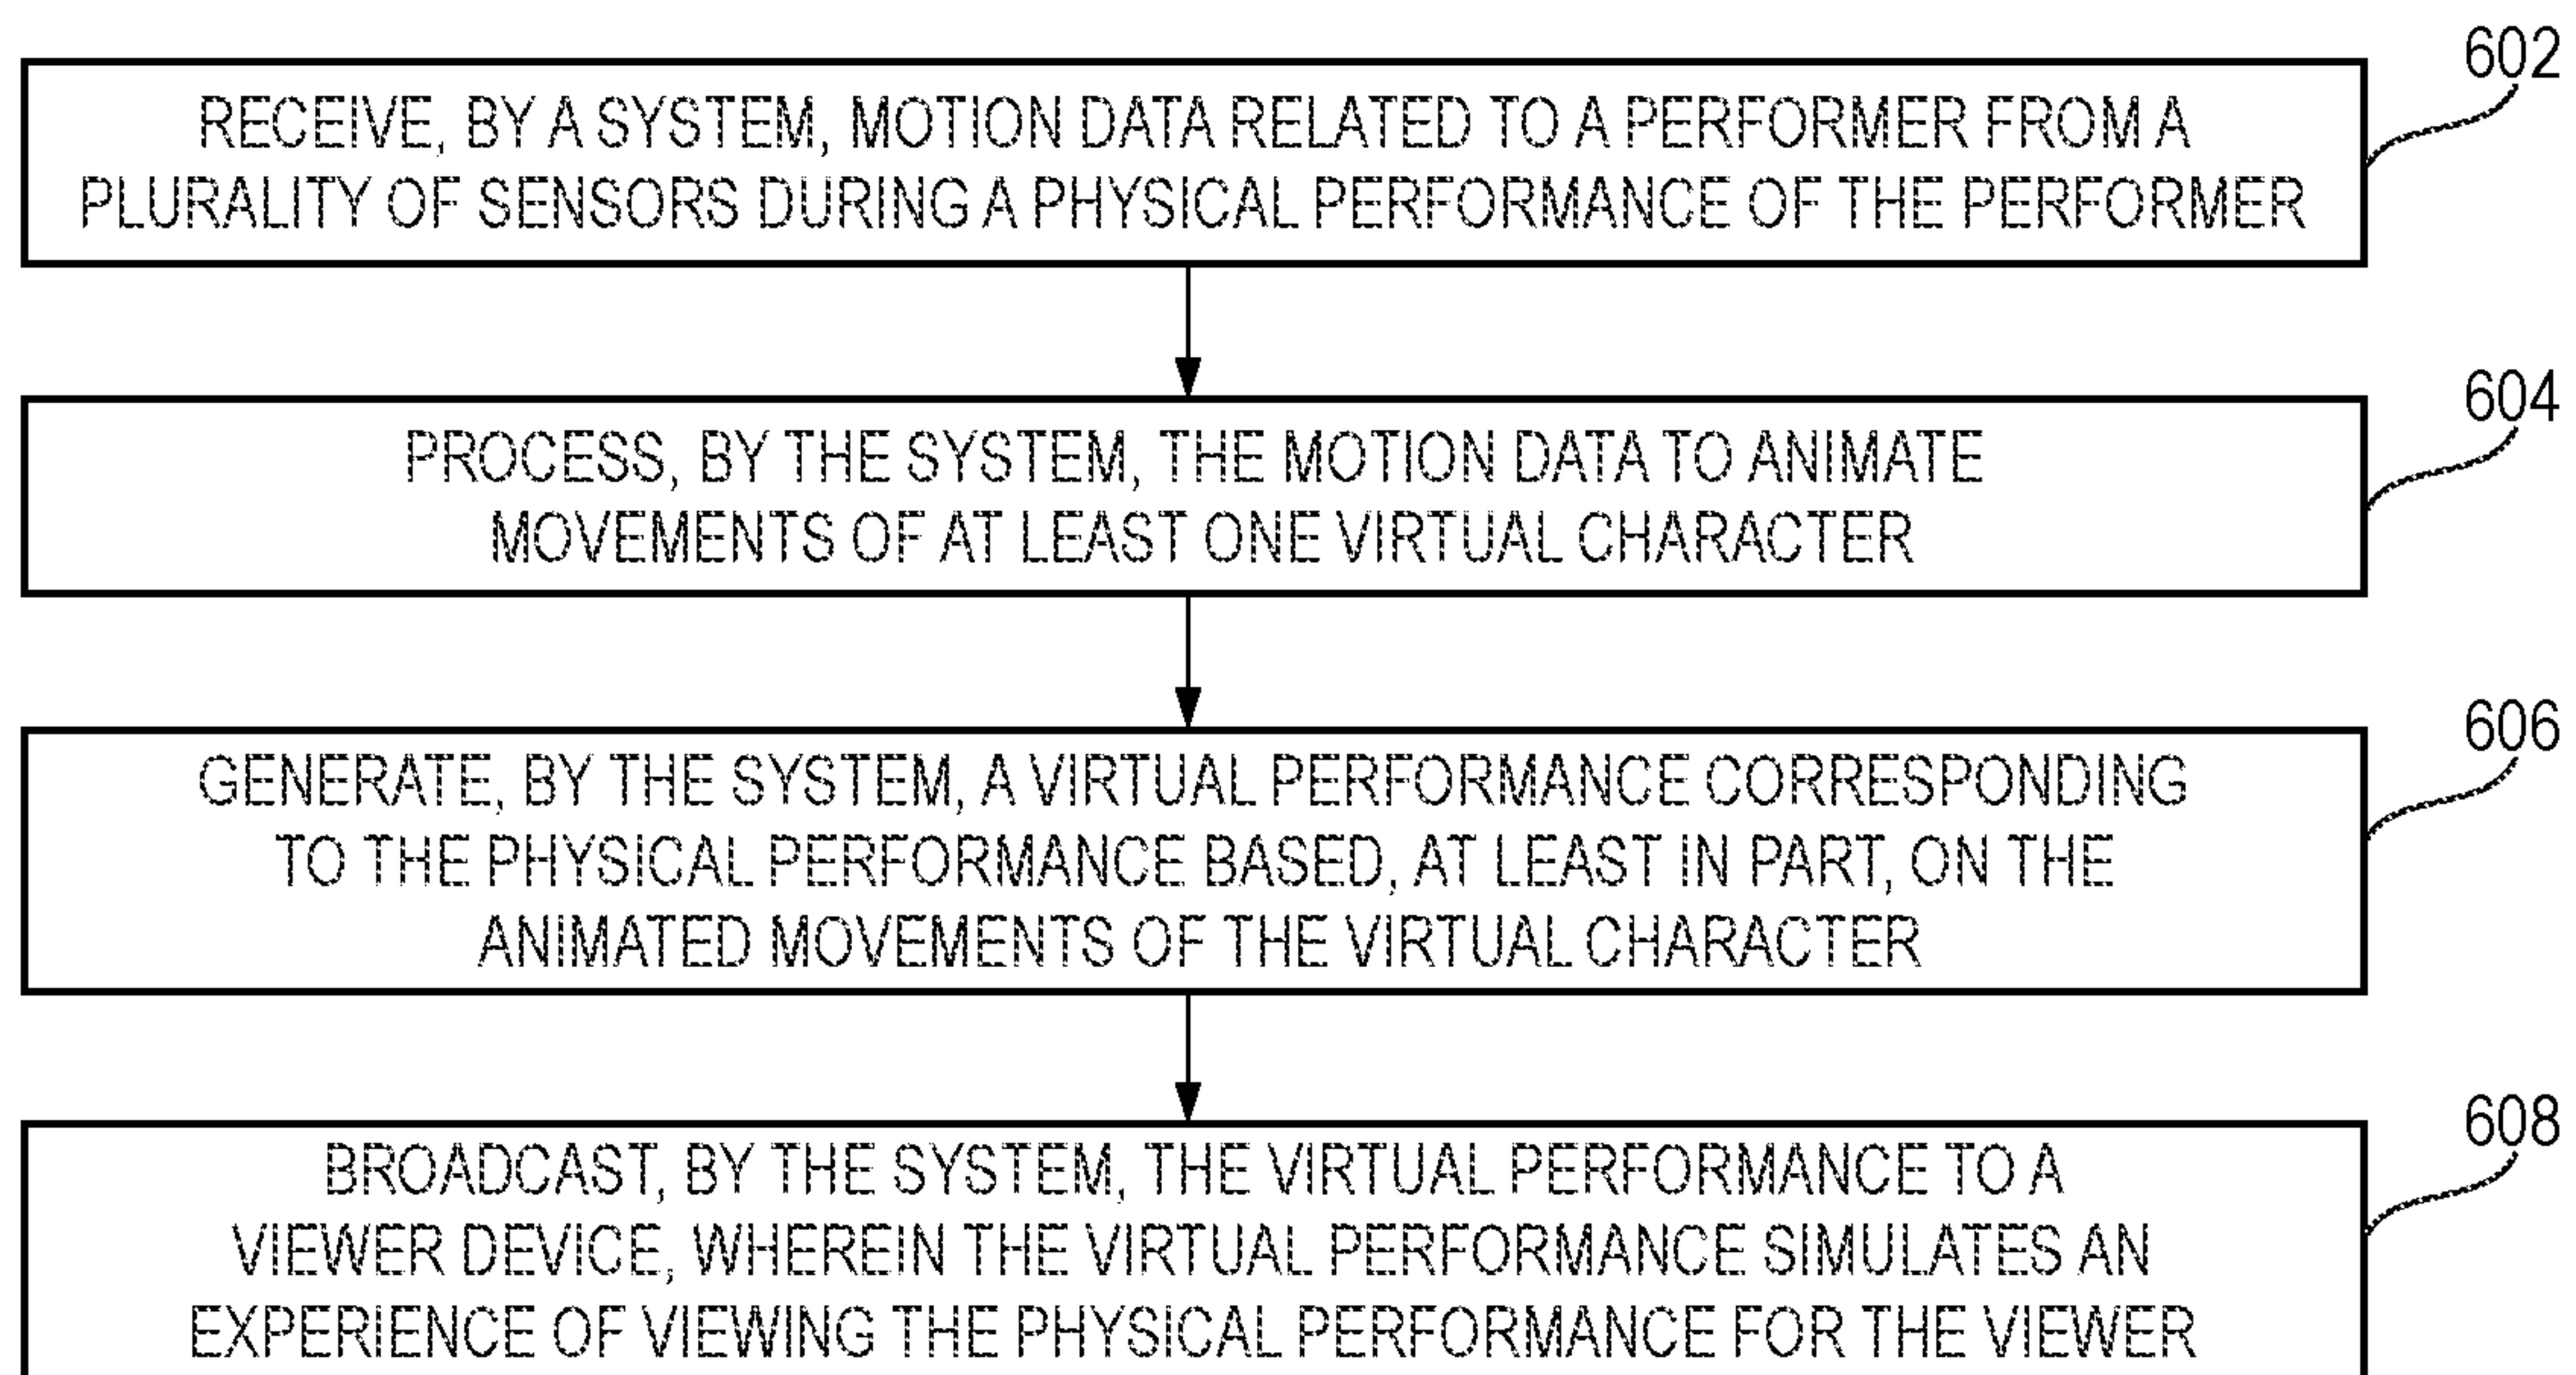 602
RECEIVE, BY A SYSTEM, MOTION DATA RELATED TO A PERFORMER FROM A
PLURALITY OF SENSORS DURING A PHYSICAL PERFORMANCE OF THE PERFORMER
604
PROCESS, BY THE SYSTEM, THE MOTION DATA TO ANIMATE
MOVEMENTS OF AT LEAST ONE VIRTUAL CHARACTER
606
GENERATE, BY THE SYSTEM, A VIRTUAL PERFORMANCE CORRESPONDING
TO THE PHYSICAL PERFORMANCE BASED, AT LEAST IN PART, ON THE
ANIMATED MOVEMENTS OF THE VIRTUAL CHARACTER
608
BROADCAST, BY THE SYSTEM, THE VIRTUAL PERFORMANCE TO A
VIEWER DEVICE, WHEREIN THE VIRTUAL PERFORMANCE SIMULATES AN
EXPERIENCE OF VIEWING THE PHYSICAL PERFORMANCE FOR THE VIEWER